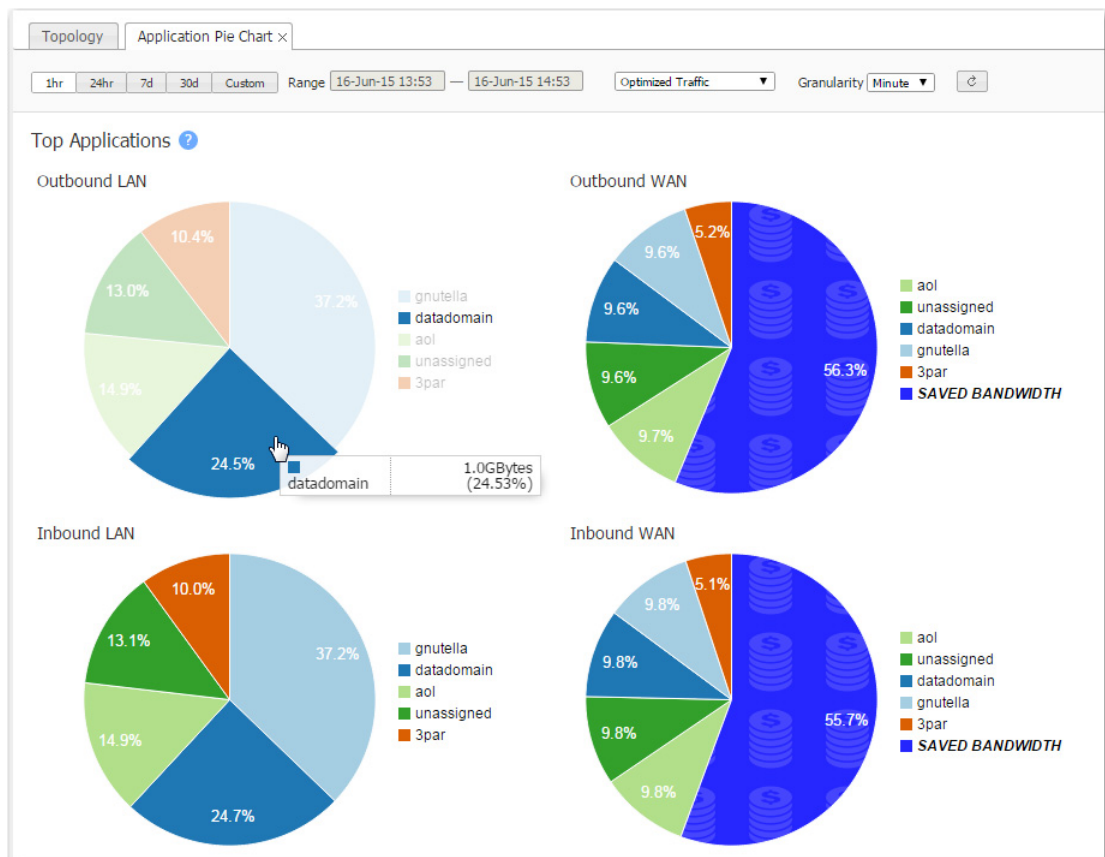 Topology
Application Pie Chart ×
1hr 24hr 7d 30d Custom Range 16-Jun-15 13:53 — 16-Jun-15 14:53 Optimized Traffic ▼ Granularity Minute ▼
Top Applications ?
Outbound LAN
10.4%
13.0%
37.2%
14.9%
24.5%
gnutella
datadomain
aol
unassigned
3par
datadomain
1.0GBytes
(24.53%)
Outbound WAN
5.2%
9.6%
9.6%
9.6%
56.3%
9.7%
aol
unassigned
datadomain
gnutella
3par
SAVED BANDWIDTH
Inbound LAN
10.0%
13.1%
37.2%
14.9%
24.7%
gnutella
datadomain
aol
unassigned
3par
Inbound WAN
5.1%
9.8%
9.8%
9.8%
55.7%
9.8%
aol
unassigned
datadomain
gnutella
3par
SAVED BANDWIDTH